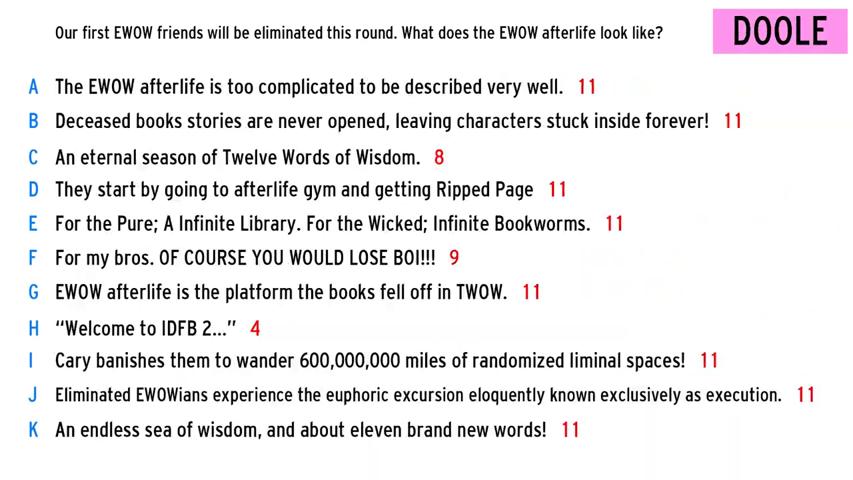 Our first EWOW friends will be eliminated this round. What does the EWOW afterlife look like?
DOOLE
A The EWOW afterlife is too complicated to be described very well. 11
B Deceased books stories are never opened, leaving characters stuck inside forever! 11
C An eternal season of Twelve Words of Wisdom. 8
D They start by going to afterlife gym and getting Ripped Page 11
E For the Pure; A Infinite Library. For the Wicked; Infinite Bookworms. 11
F For my bros. OF COURSE YOU WOULD LOSE BOI!!! 9
G EWOW afterlife is the platform the books fell off in TWOW. 11
H “Welcome to IDFB 2...” 4
I Cary banishes them to wander 600,000,000 miles of randomized liminal spaces! 11
J Eliminated EWOWians experience the euphoric excursion eloquently known exclusively as execution. 11
K An endless sea of wisdom, and about eleven brand new words! 11